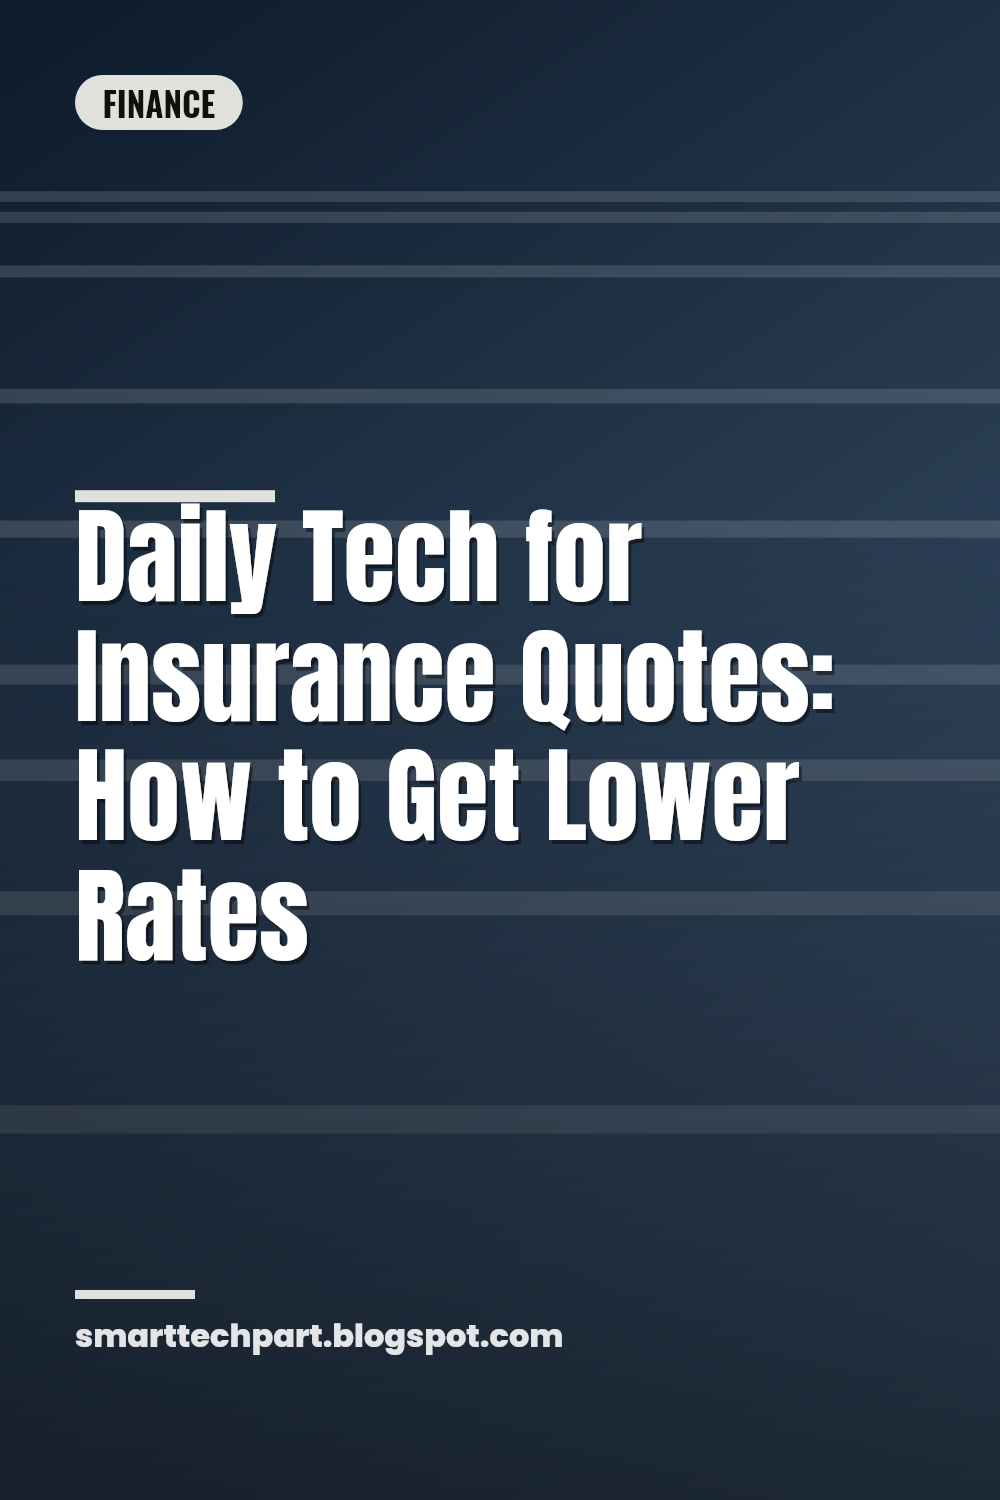 FINANCE
Daily Tech for
Insurance Quotes:
How to Get Lower
Rates
smarttechpart.blogspot.com